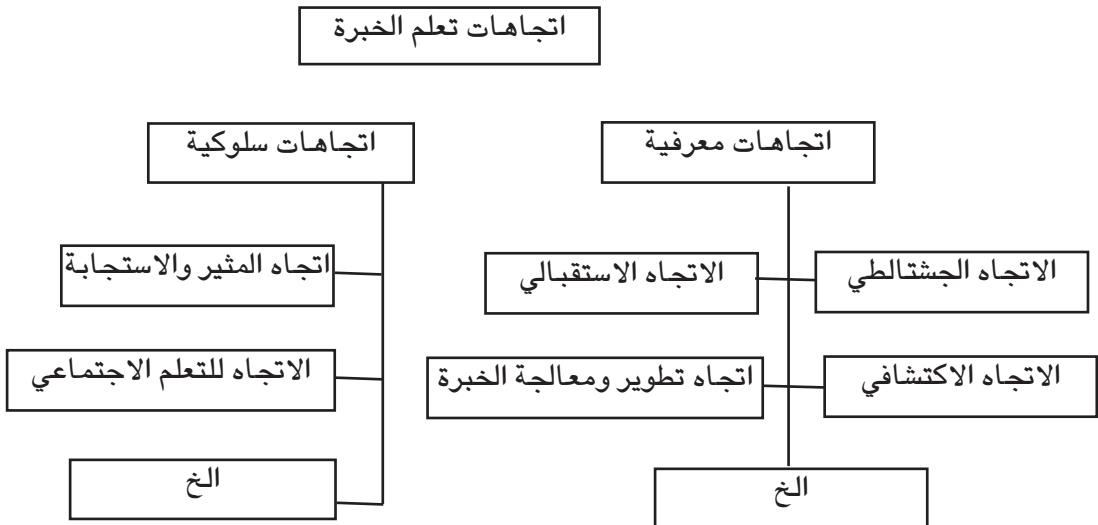 اتجاهات تعلم الخبرة
اتجاهات معرفية
اتجاهات سلوكية
الاتجاه الجشتالطي
الاتجاه الاستقبالي
اتجاه المثير والاستجابة
الاتجاه الاكتشافي
اتجاه تطوير ومعالجة الخبرة
الاتجاه للتعلم الاجتماعي
الخ
الخ